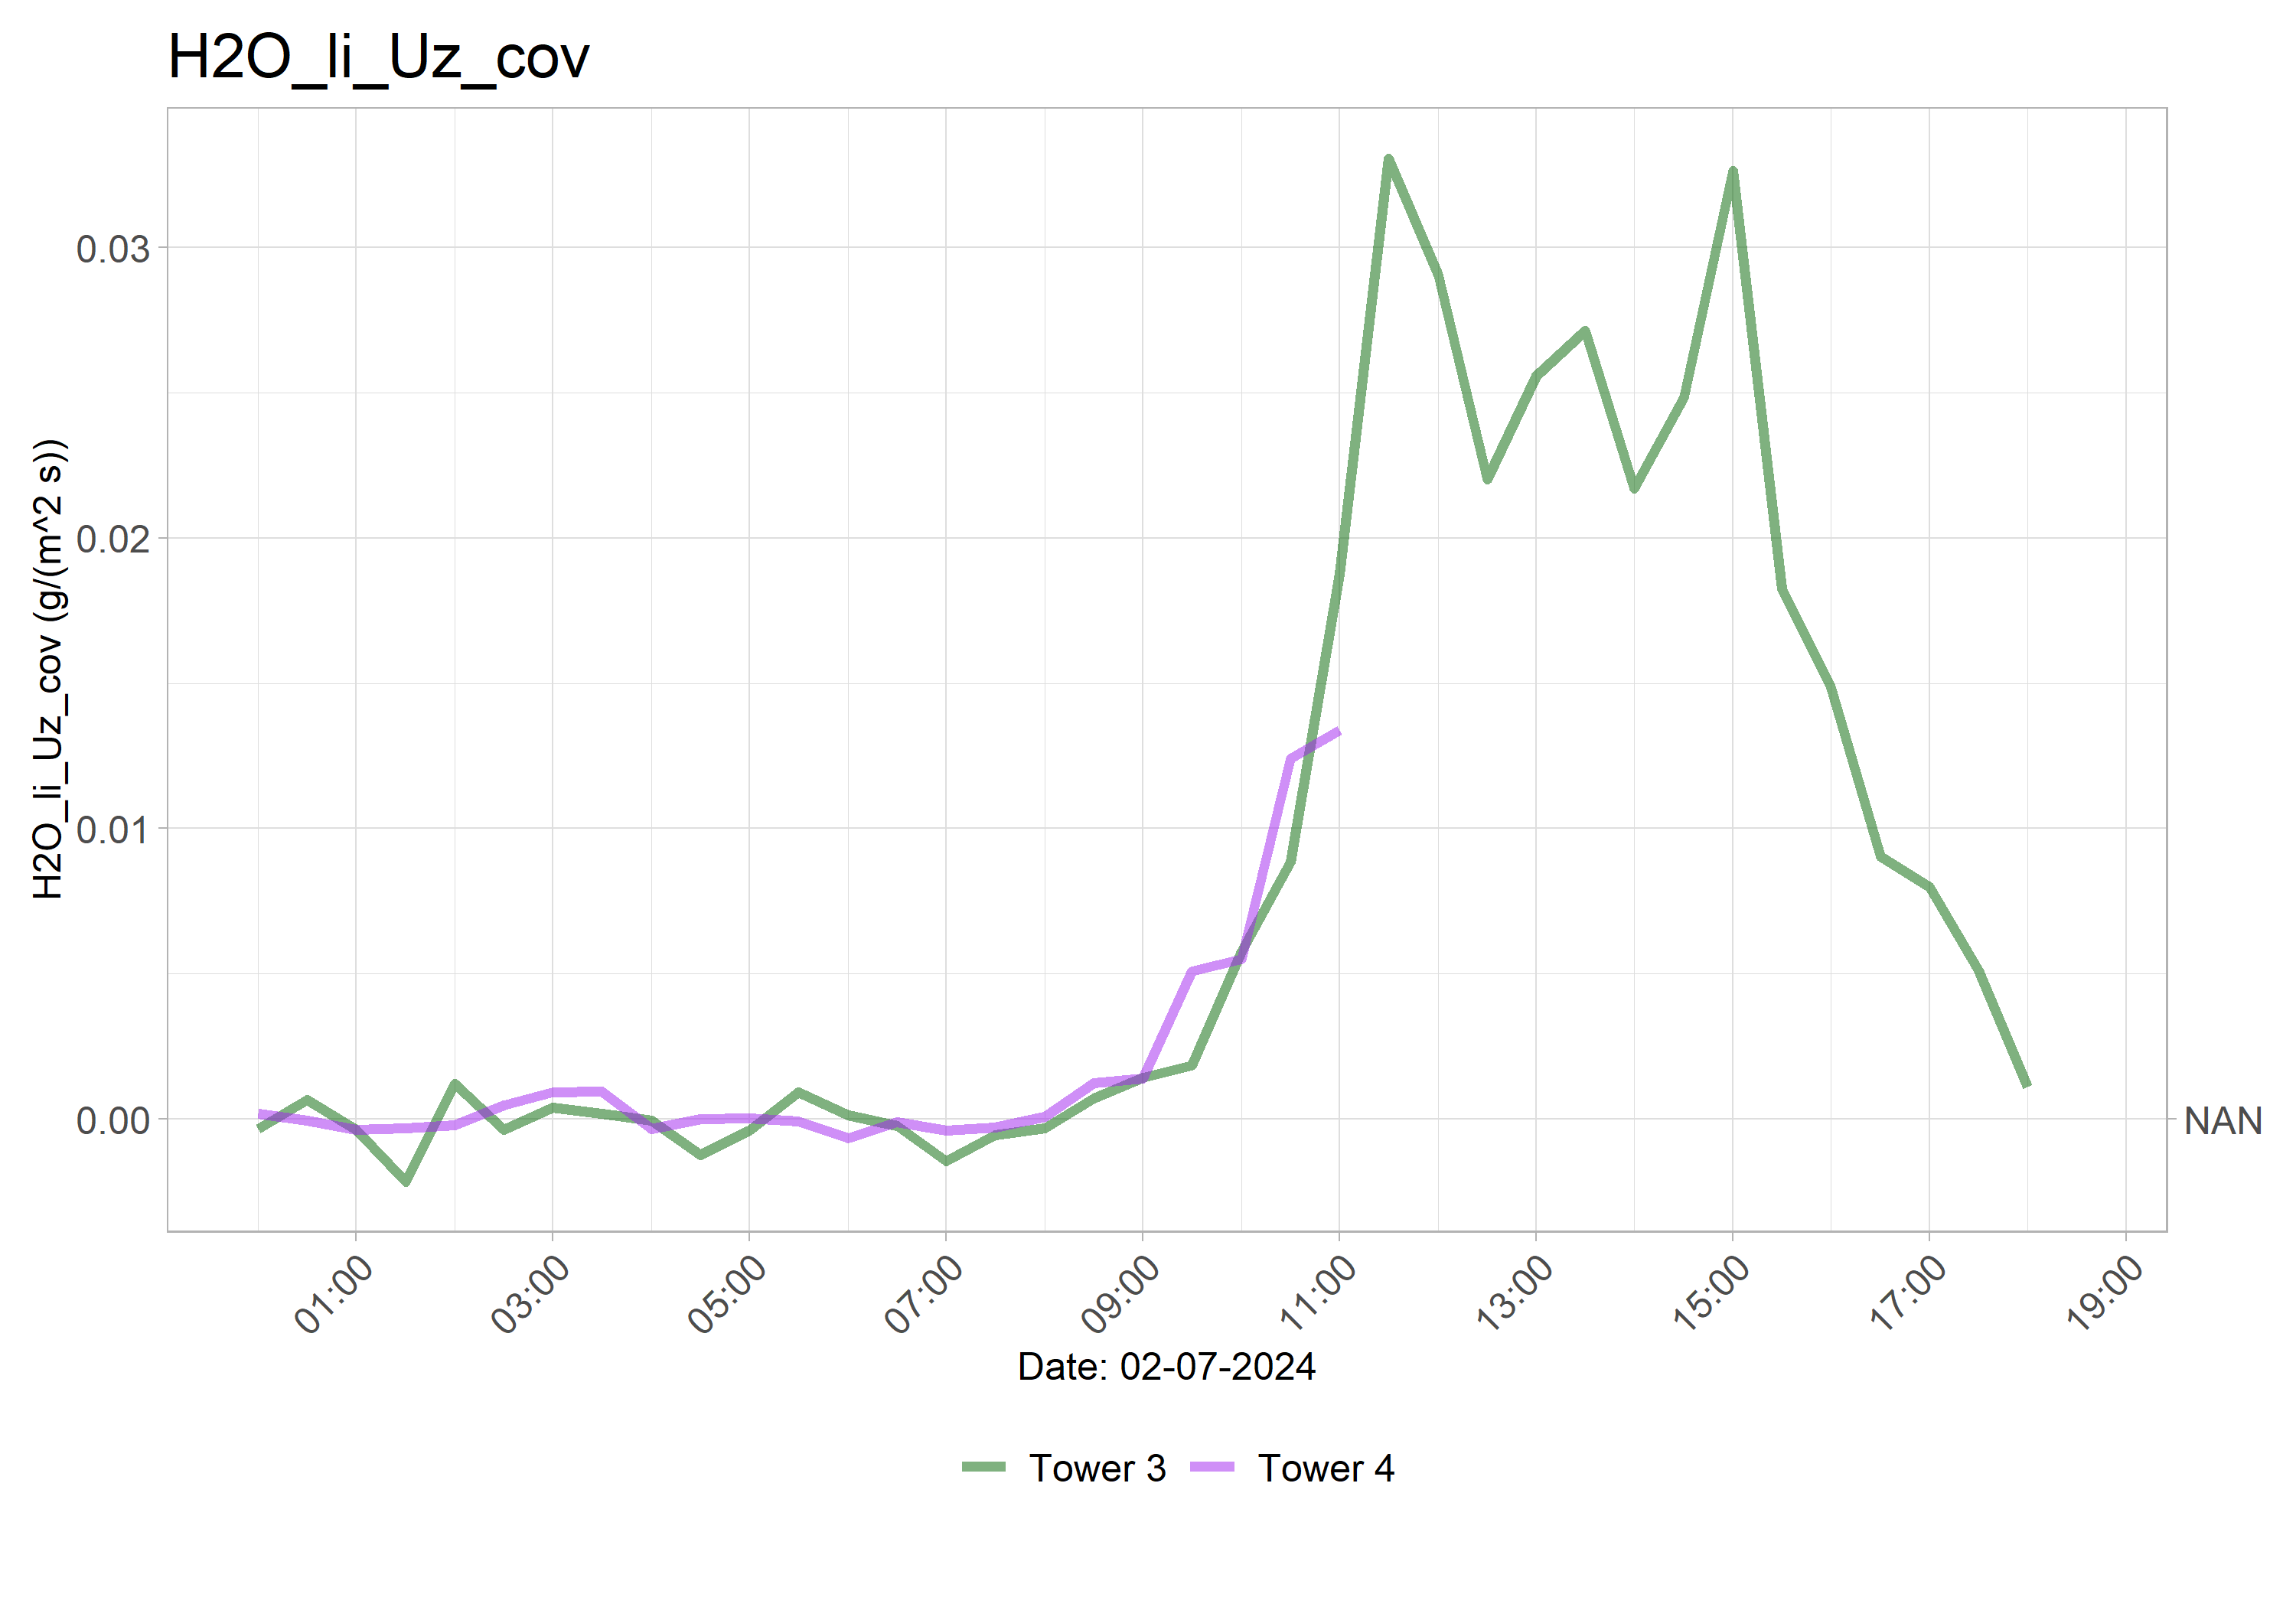 H2O_li_Uz_cov
H2O_li_Uz_cov (g/(m^2 s))
0.03
0.02
0.01
0.00
NAN
01:00
03:00
05:00
07:00
09:00
11:00
13:00
15:00
17:00
19:00
Date: 02-07-2024
Tower 3
Tower 4